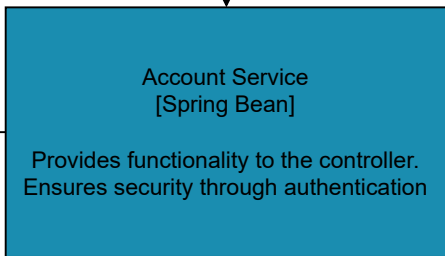 Account Service
[Spring Bean]
Provides functionality to the controller.
Ensures security through authentication